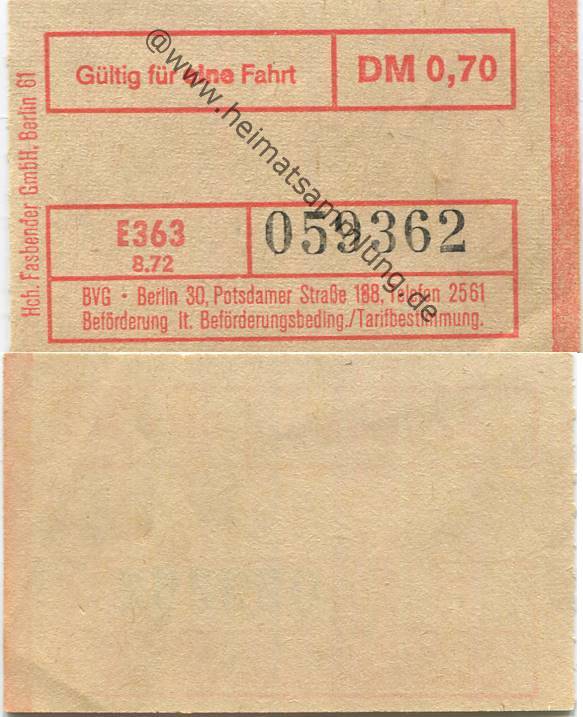 Gültig für eine Fahrt DM 0,70
Hch. Fasbender GmbH, Berlin 61
E363 059362
8.72
BVG • Berlin 30, Potsdamer Straße 188, Telefon 2561
Beförderung lt. Beförderungsbeding./Tarifbestimmung.
@www.heimatsammlung.de